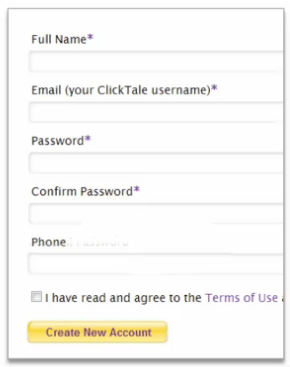 Full Name*
Email (your ClickTale username)*
Password*
Confirm Password*
Phone
I have read and agree to the Terms of Use
Create New Account